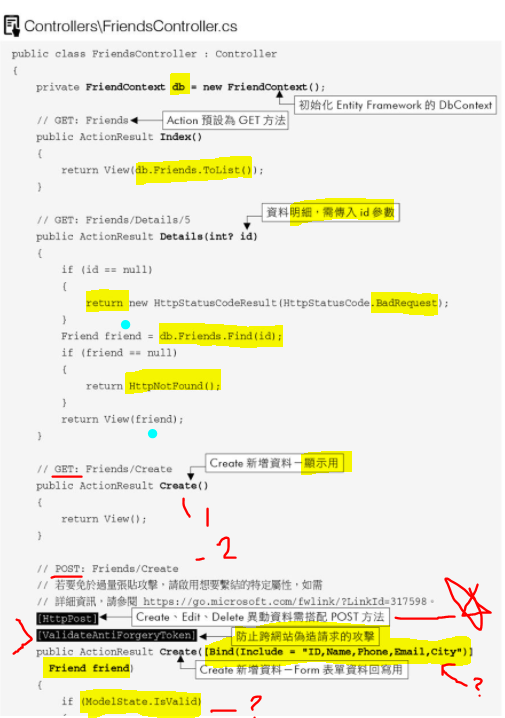 Controllers\FriendsController.cs
public class FriendsController : Controller
{
private FriendContext db = new FriendContext();
初始化 Entity Framework 的 DbContext
// GET: Friends Action 預設為 GET 方法
public ActionResult Index()
{
return View(db.Friends.ToList());
}
資料明細，需傳入 id 參數
// GET: Friends/Details/5
public ActionResult Details(int? id)
{
if (id == null)
{
return new HttpStatusCodeResult(HttpStatusCode.BadRequest);
}
Friend friend = db.Friends.Find(id);
if (friend == null)
{
return HttpNotFound();
}
return View(friend);
}
Create 新增資料－顯示用
// GET: Friends/Create
public ActionResult Create()
{
1
return View();
}
2
// POST: Friends/Create
// 若要免於過量張貼攻擊，請啟用想要繫結的特定屬性，如需
// 詳細資訊，請參閱 https://go.microsoft.com/fwlink/?LinkId=317598。
[HttpPost] Create、Edit、Delete 異動資料需搭配 POST 方法
[ValidateAntiForgeryToken] 防止跨網站偽造請求的攻擊
public ActionResult Create([Bind(Include = "ID,Name,Phone,Email,City")]
Friend friend) Create 新增資料－Form 表單資料回寫用 ?
{
if (ModelState.IsValid) ?